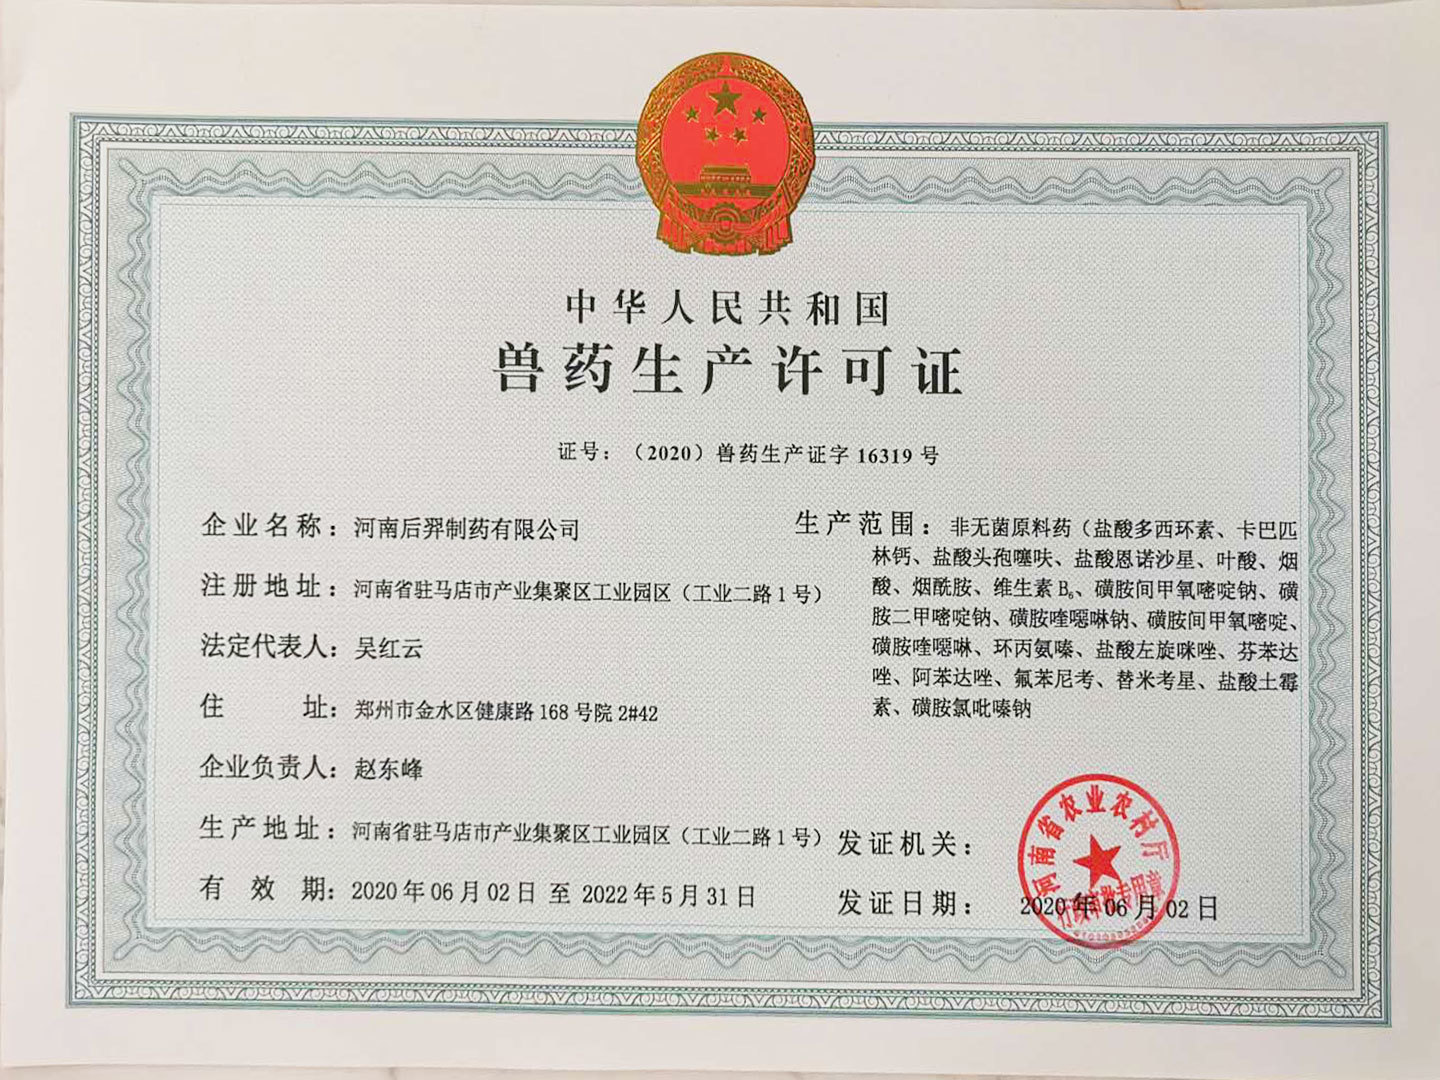 中华人民共和国
兽药生产许可证
证号：（2020）兽药生产证字 16319 号
企业名称：河南后羿制药有限公司
注册地址：河南省驻马店市产业集聚区工业园区（工业二路1号）
法定代表人：吴红云
住 址：郑州市金水区健康路 168 号院 2#42
企业负责人：赵东峰
生产地址：河南省驻马店市产业集聚区工业园区（工业二路1号）
有 效 期：2020 年 06 月 02 日 至 2022 年 5 月 31 日
生产范围：非无菌原料药（盐酸多西环素、卡巴匹
林钙、盐酸头孢噻呋、盐酸恩诺沙星、叶酸、烟
酸、烟酰胺、维生素 B₆、磺胺间甲氧嘧啶钠、磺
胺二甲嘧啶钠、磺胺喹噁啉钠、磺胺间甲氧嘧啶、
磺胺喹噁啉、环丙氨嗪、盐酸左旋咪唑、芬苯达
唑、阿苯达唑、氟苯尼考、替米考星、盐酸土霉
素、磺胺氯吡嗪钠
发证机关：
河南省农业农村厅
行政审批专用章
发证日期：2020 年 06 月 02 日